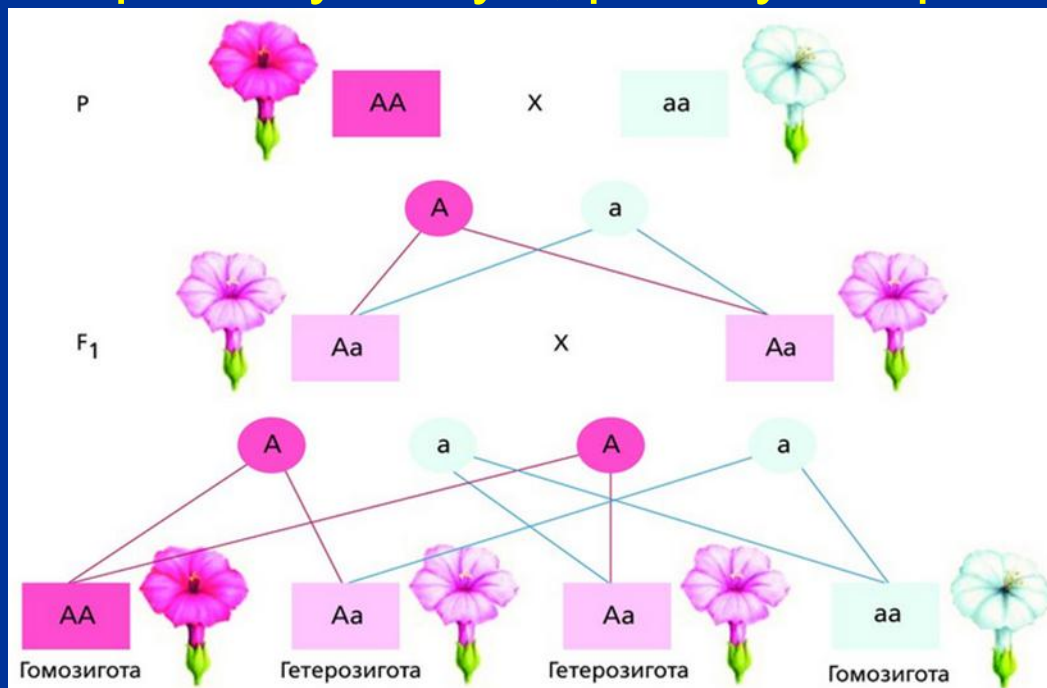 P AA X aa
A a
F₁ Aa X Aa
A a A a
AA Aa Aa aa
Гомозигота Гетерозигота Гетерозигота Гомозигота